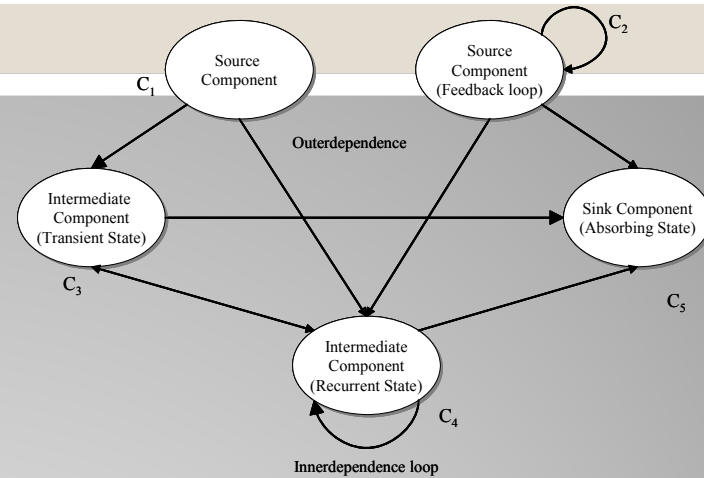 Source
Component
C1
Source
Component
(Feedback loop)
C2
Outerdependence
Intermediate
Component
(Transient State)
C3
Sink Component
(Absorbing State)
C5
Intermediate
Component
(Recurrent State)
C4
Innerdependence loop